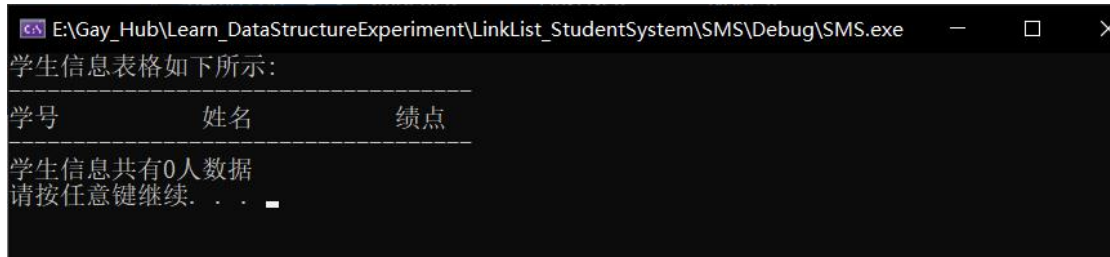 E:\Gay_Hub\Learn_DataStructureExperiment\LinkList_StudentSystem\SMS\Debug\SMS.exe
学生信息表格如下所示:
------------------------------------
学号 姓名 绩点
------------------------------------
学生信息共有0人数据
请按任意键继续. . .